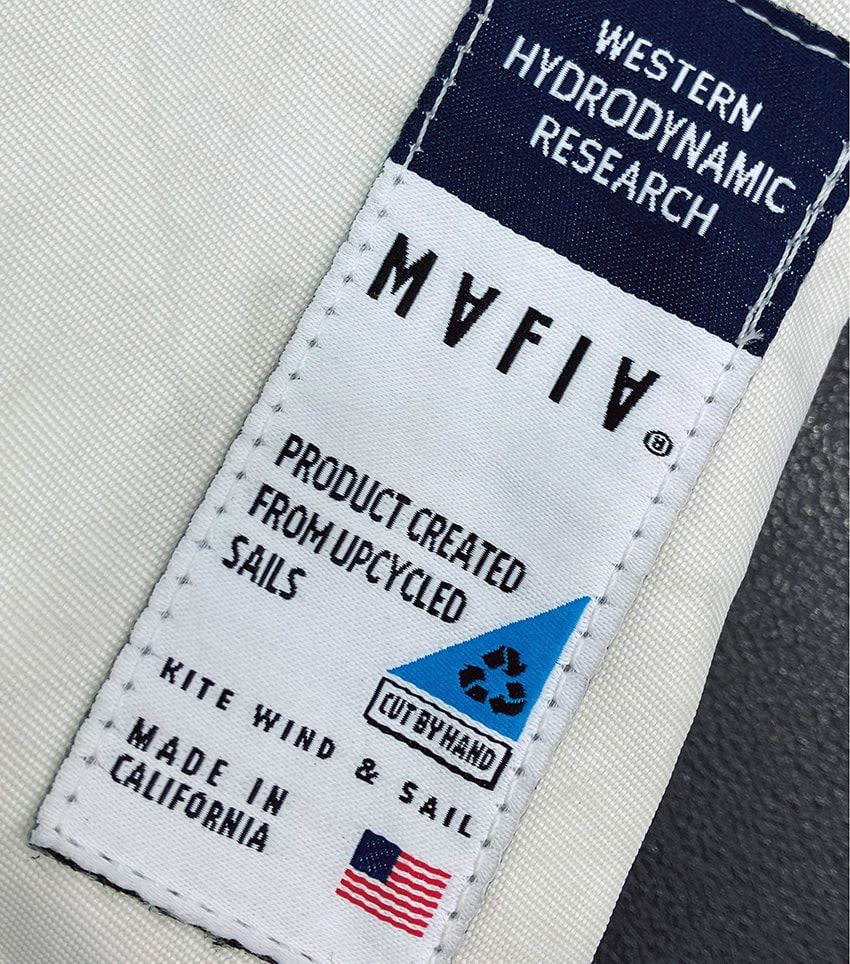 WESTERN
HYDRODYNAMIC
RESEARCH
MAFIA®
PRODUCT CREATED
FROM UPCYCLED
SAILS
CUT BY HAND
KITE WIND & SAIL
MADE IN
CALIFORNIA